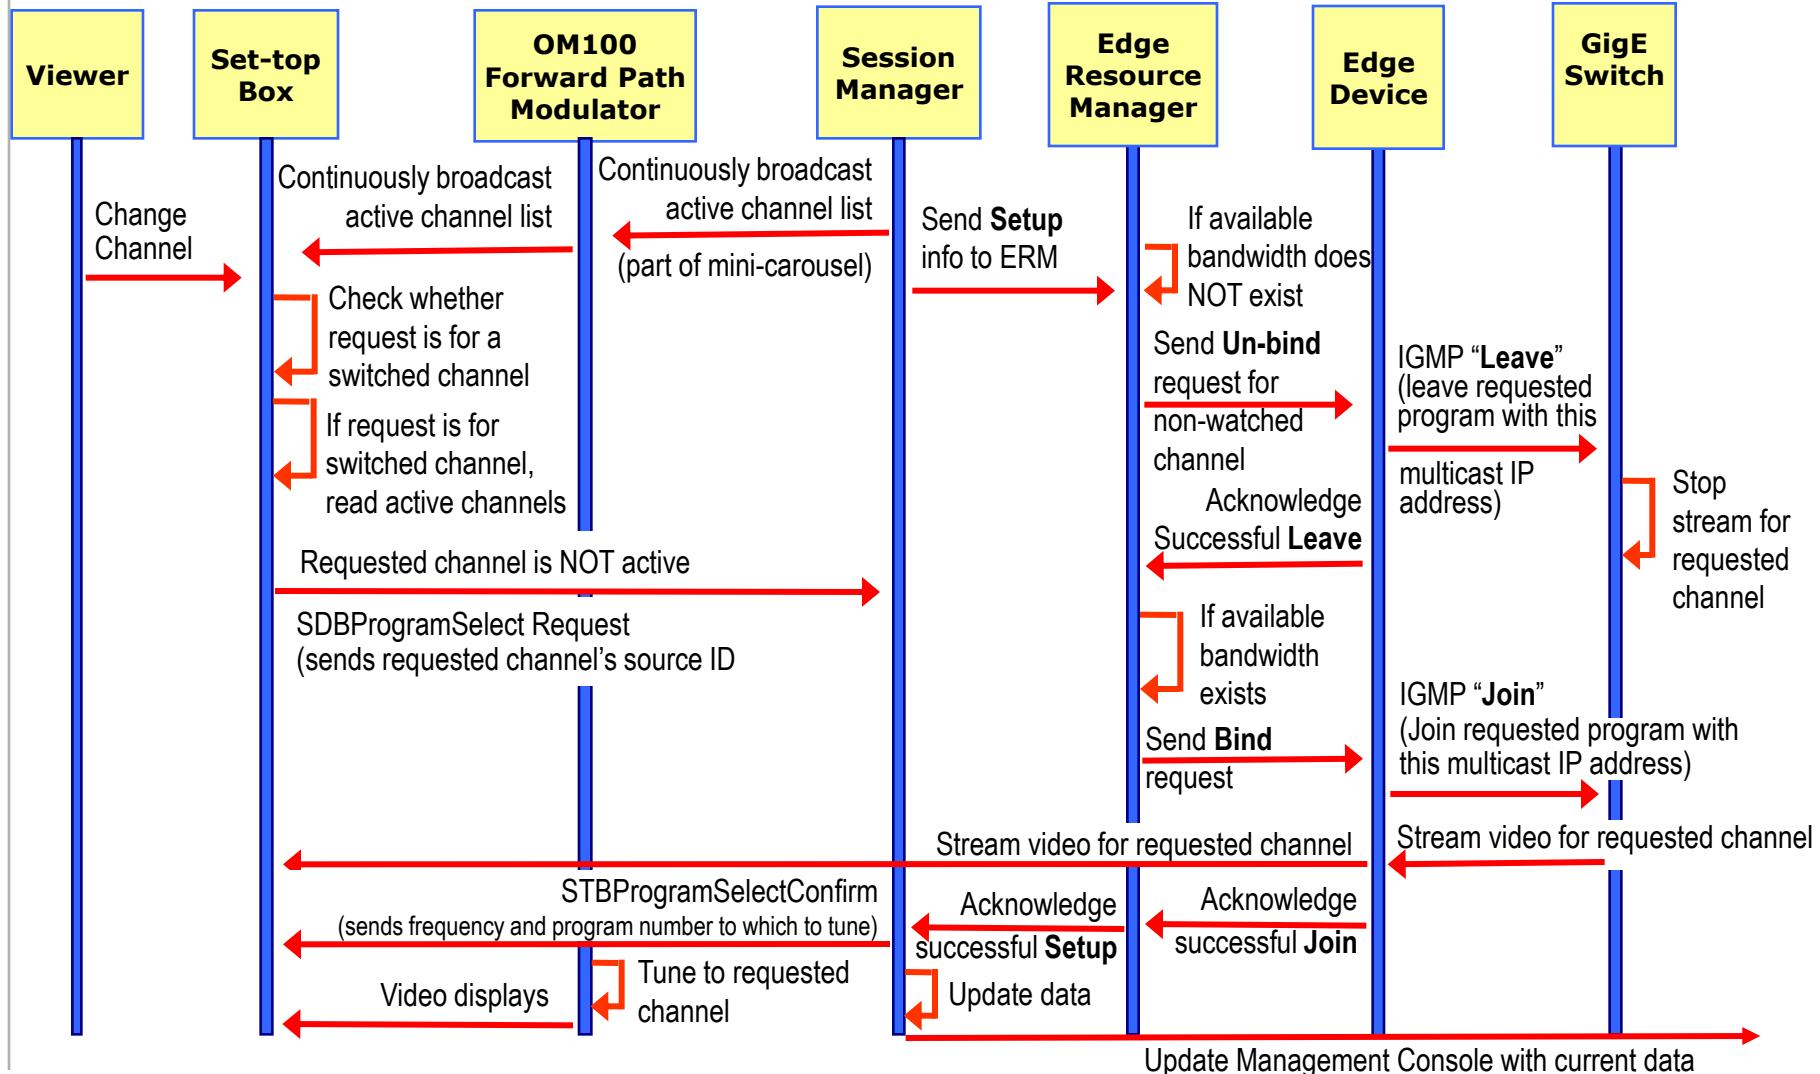 Viewer
Set-top
Box
OM100
Forward Path
Modulator
Session
Manager
Edge
Resource
Manager
Edge
Device
GigE
Switch
Change
Channel
Continuously broadcast
active channel list
Continuously broadcast
active channel list
(part of mini-carousel)
Send Setup
info to ERM
If available
bandwidth does
NOT exist
Check whether
request is for a
switched channel
If request is for
switched channel,
read active channels
Send Un-bind
request for
non-watched
channel
IGMP “Leave”
(leave requested
program with this
multicast IP
address)
Stop
stream for
requested
channel
Acknowledge
Successful Leave
Requested channel is NOT active
SDBProgramSelect Request
(sends requested channel’s source ID
If available
bandwidth
exists
Send Bind
request
IGMP “Join”
(Join requested program with
this multicast IP address)
Stream video for requested channel
Stream video for requested channel
STBProgramSelectConfirm
(sends frequency and program number to which to tune)
Acknowledge
successful Setup
Acknowledge
successful Join
Video displays
Tune to requested
channel
Update data
Update Management Console with current data